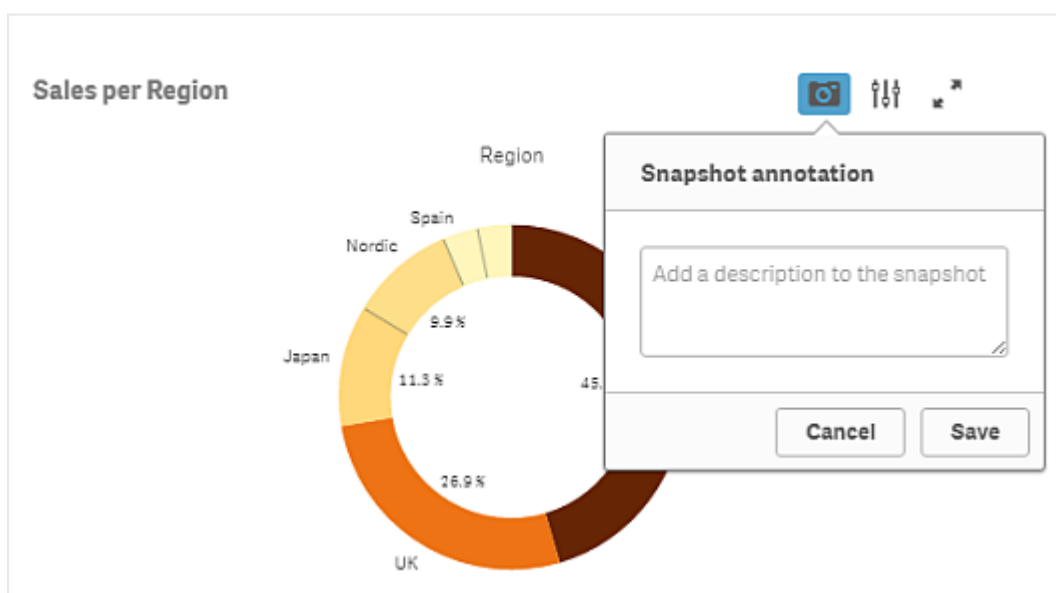 Sales per Region
Region
Snapshot annotation
Spain
Nordic
Add a description to the snapshot
9.9%
Japan
11.3%
45.
Cancel
Save
26.9%
UK